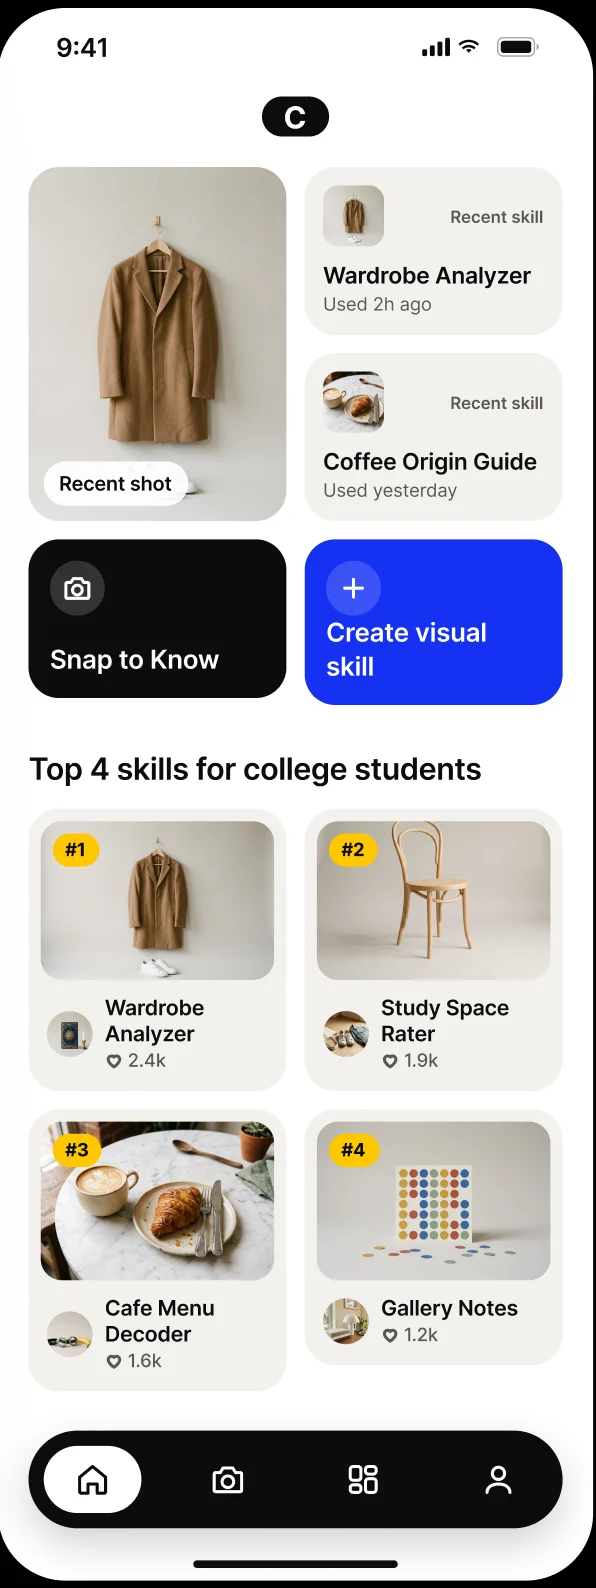 9:41
C
Recent shot
Recent skill
Wardrobe Analyzer
Used 2h ago
Recent skill
Coffee Origin Guide
Used yesterday
Snap to Know
Create visual
skill
Top 4 skills for college students
#1
Wardrobe
Analyzer
2.4k
#2
Study Space
Rater
1.9k
#3
Cafe Menu
Decoder
1.6k
#4
Gallery Notes
1.2k